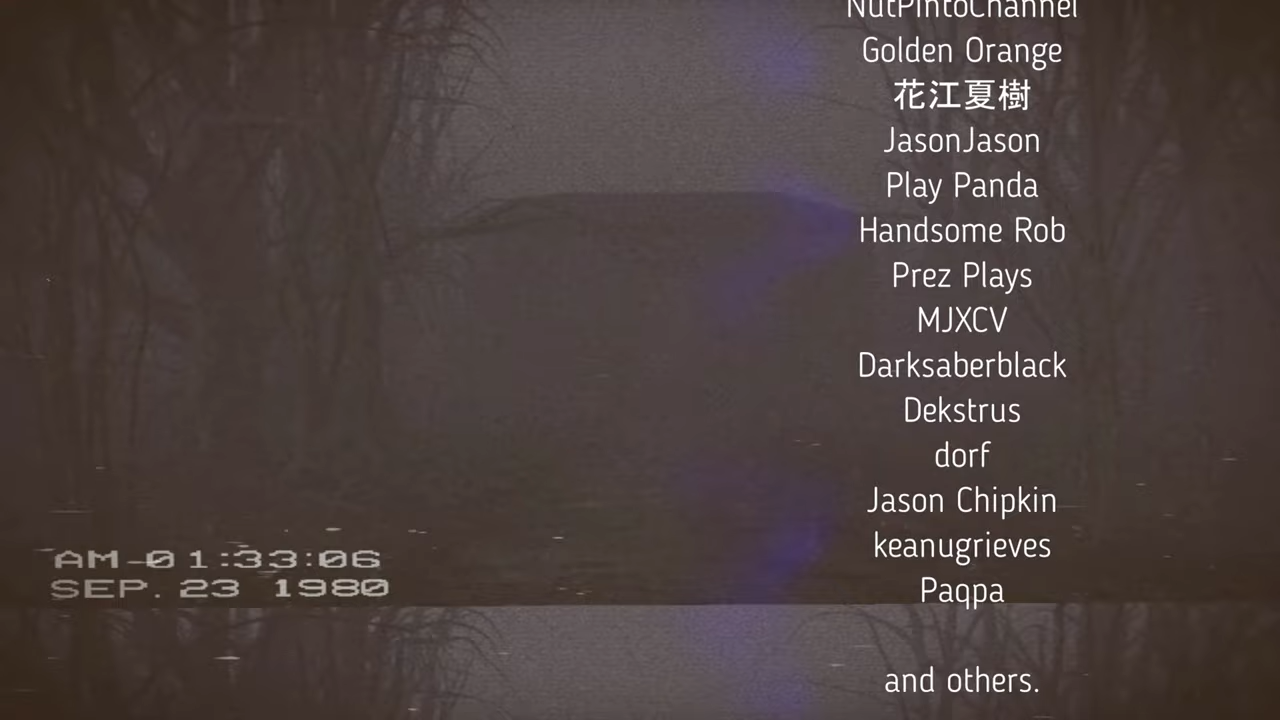 NutPintoChannel
Golden Orange
花江夏樹
JasonJason
Play Panda
Handsome Rob
Prez Plays
MJXCV
Darksaberblack
Dekstrus
dorf
Jason Chipkin
keanugrieves
Paqpa
and others.
AM-01:33:06
SEP. 23 1980